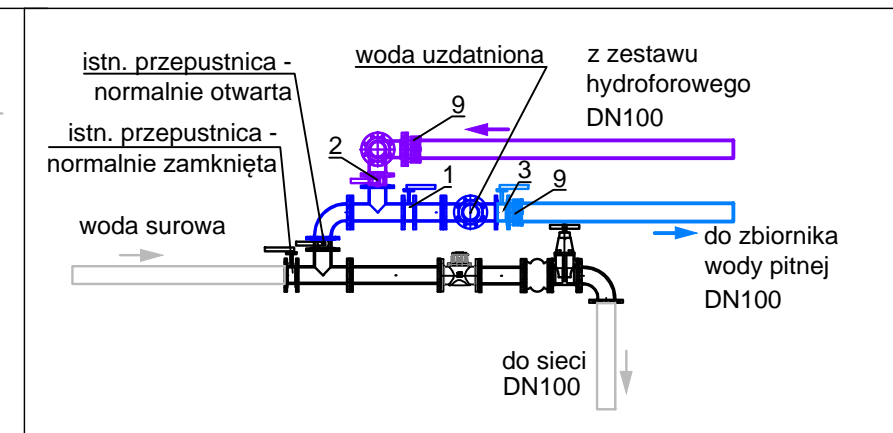 istn. przepustnica -
normalnie otwarta
woda uzdatniona
z zestawu
hydroforowego
DN100
9
istn. przepustnica -
normalnie zamknięta
2
1
3
9
woda surowa
do zbiornika
wody pitnej
DN100
do sieci
DN100